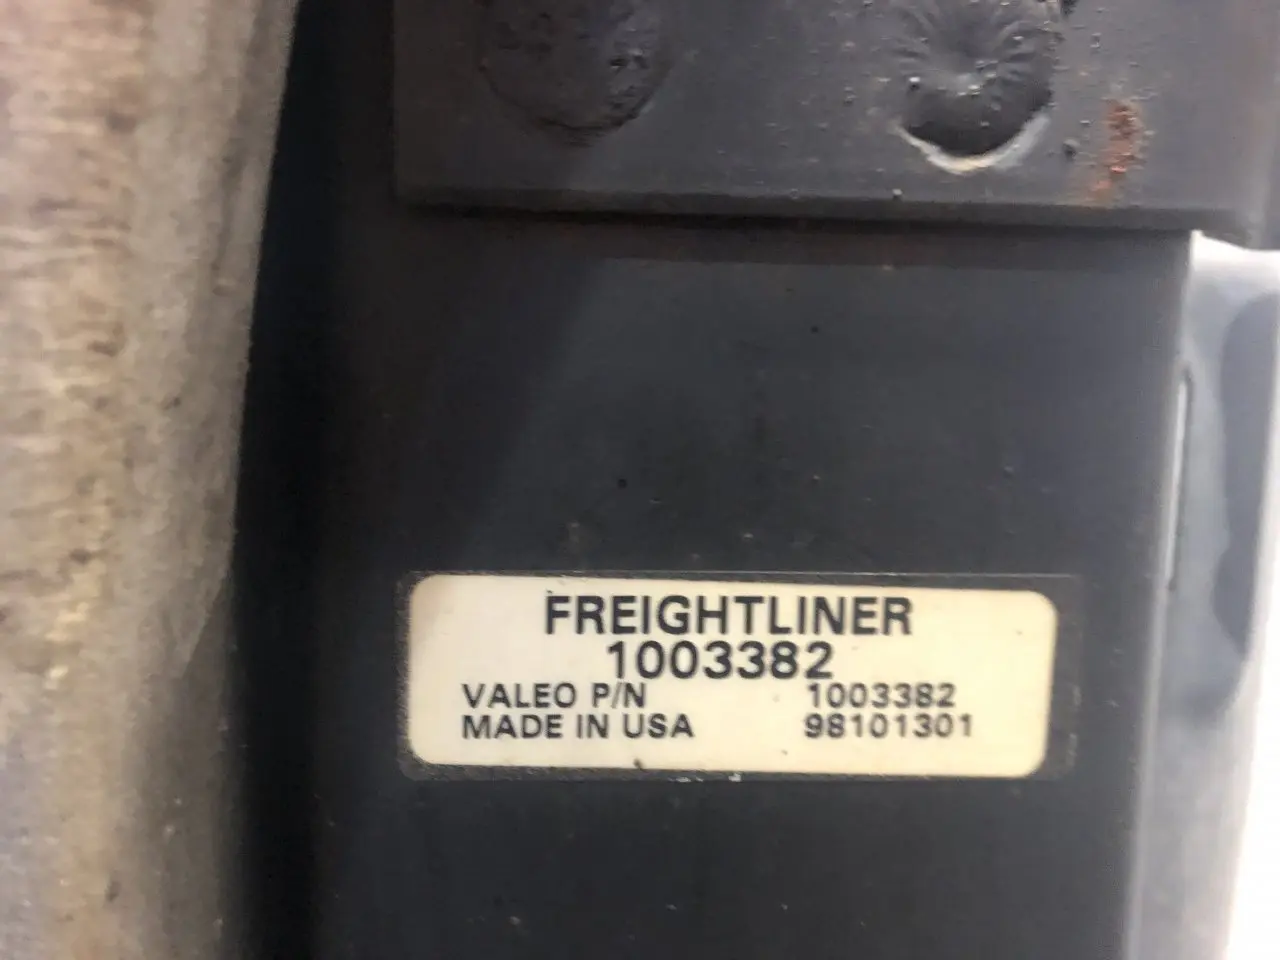 FREIGHTLINER
1003382
VALEO P/N 1003382
MADE IN USA 98101301